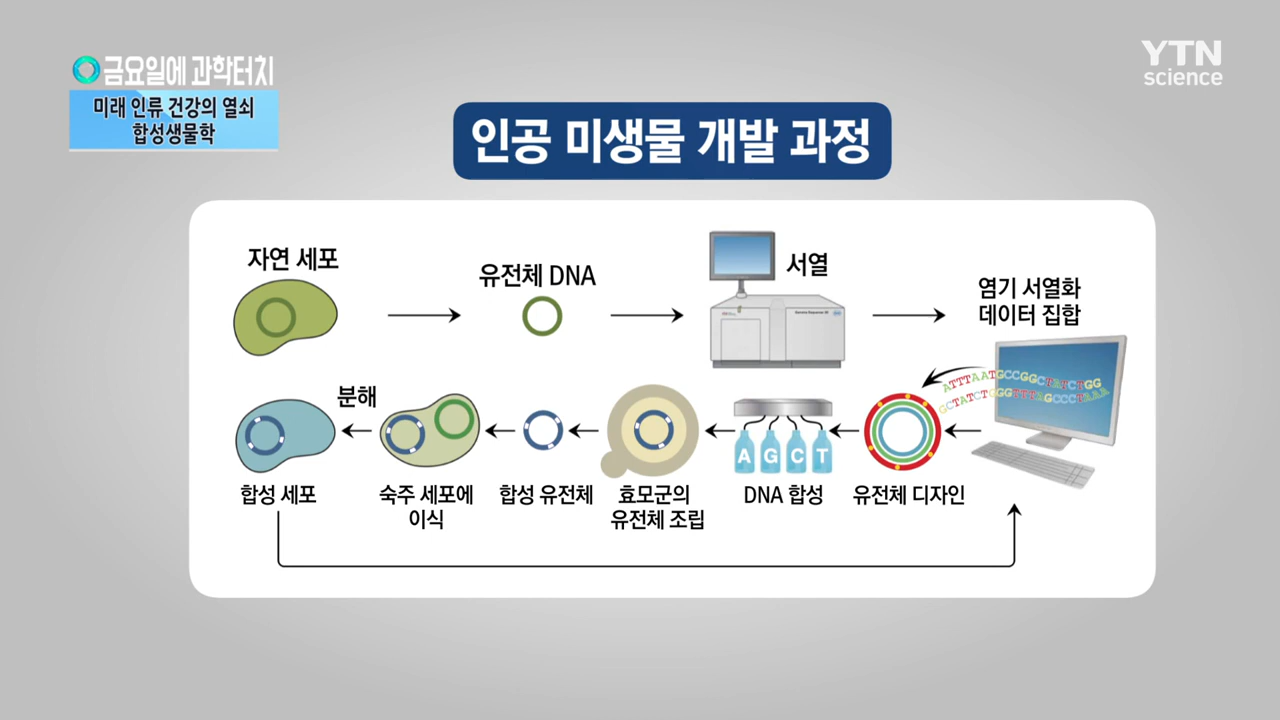 금요일에 과학터치
YTN
science
미래 인류 건강의 열쇠
합성생물학
인공 미생물 개발 과정
자연 세포
유전체 DNA
서열
염기 서열화
데이터 집합
ATTTAATGCCGGCTATCTGG
GCTATCTGGGTTTAGCCCTAAA
분해
A G C T
합성 세포
숙주 세포에
이식
합성 유전체
효모군의
유전체 조립
DNA 합성
유전체 디자인